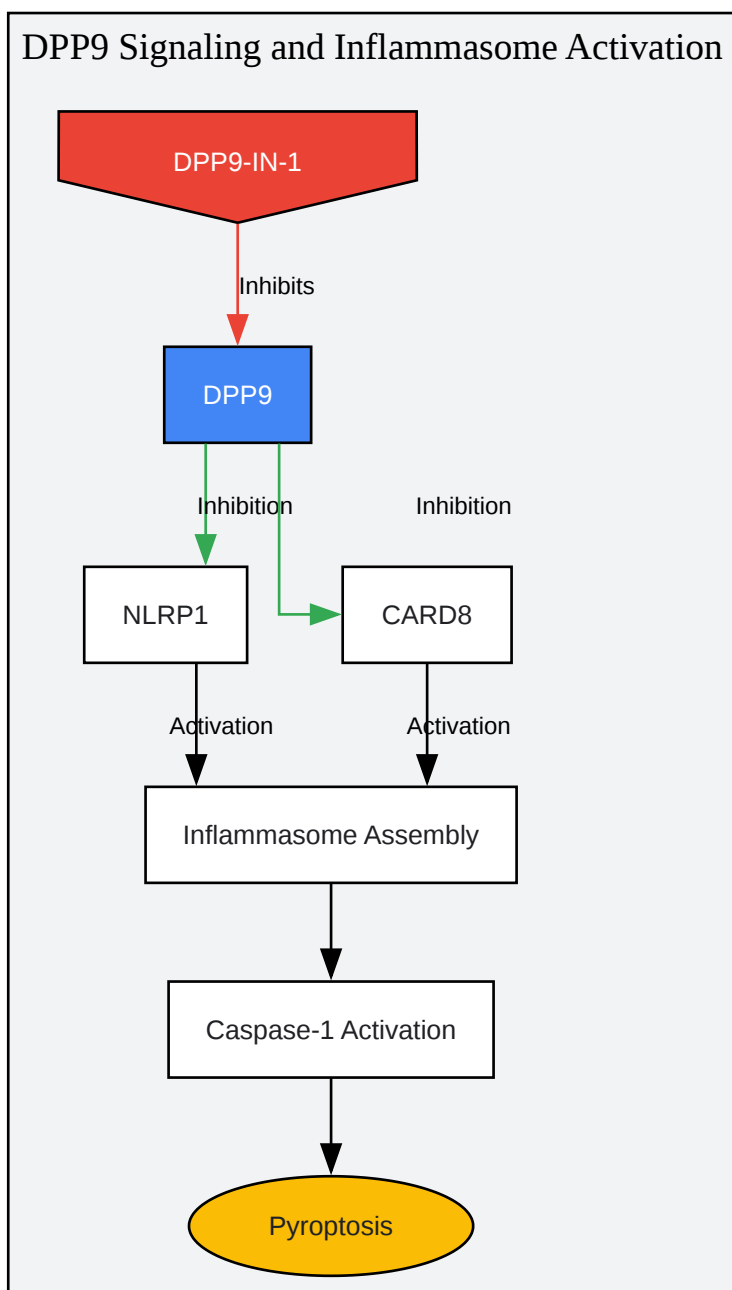 DPP9 Signaling and Inflammasome Activation
DPP9-IN-1
Inhibits
DPP9
Inhibition
Inhibition
NLRP1
CARD8
Activation
Activation
Inflammasome Assembly
Caspase-1 Activation
Pyroptosis